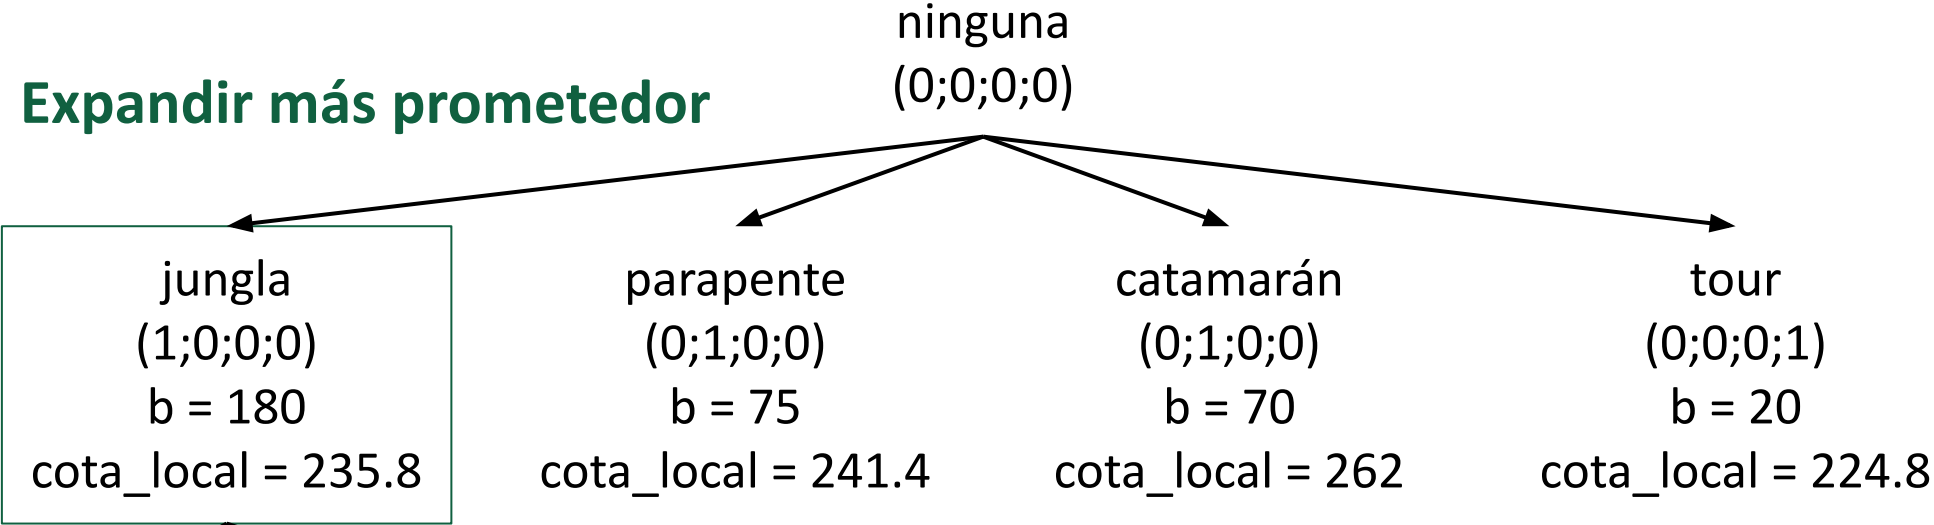 ninguna
(0;0;0;0)
Expandir más prometedor
jungla
(1;0;0;0)
b = 180
cota_local = 235.8
parapente
(0;1;0;0)
b = 75
cota_local = 241.4
catamarán
(0;1;0;0)
b = 70
cota_local = 262
tour
(0;0;0;1)
b = 20
cota_local = 224.8